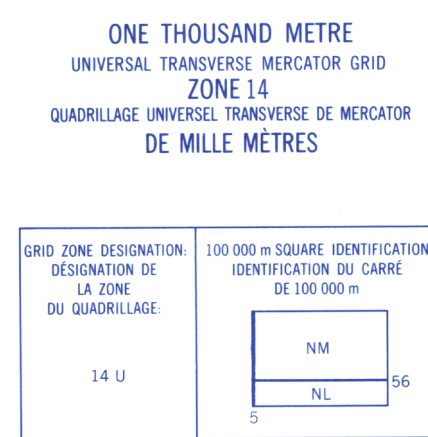 ONE THOUSAND METRE
UNIVERSAL TRANSVERSE MERCATOR GRID
ZONE 14
QUADRILLAGE UNIVERSEL TRANSVERSE DE MERCATOR
DE MILLE MÈTRES
GRID ZONE DESIGNATION:
DÉSIGNATION DE
LA ZONE
DU QUADRILLAGE:
14 U
100 000 m SQUARE IDENTIFICATION
IDENTIFICATION DU CARRÉ
DE 100 000 m
NM
56
NL
5